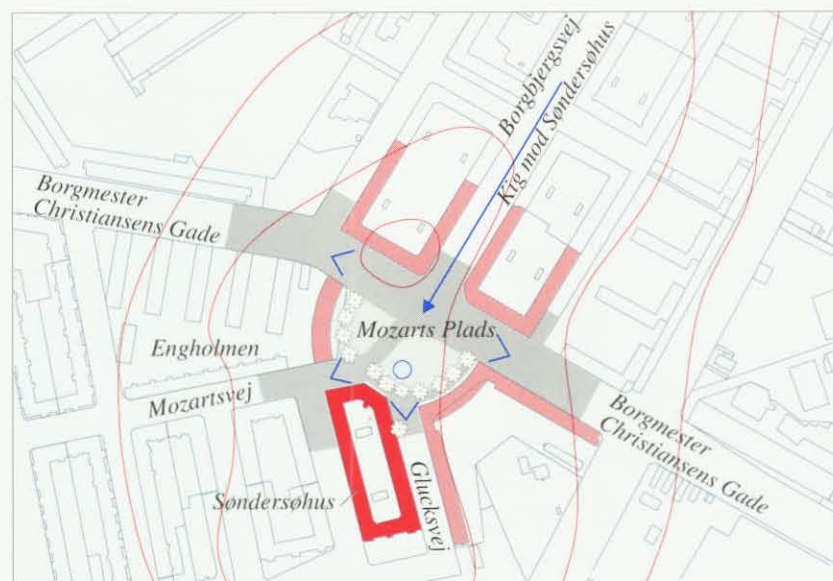 Borgbjergsvej
Kig mod Søndersøhus
Borgmester
Christiansens Gade
Mozarts Plads
Engholmen
Mozartsvej
Borgmester
Christiansens Gade
Søndersøhus
Glucksvej